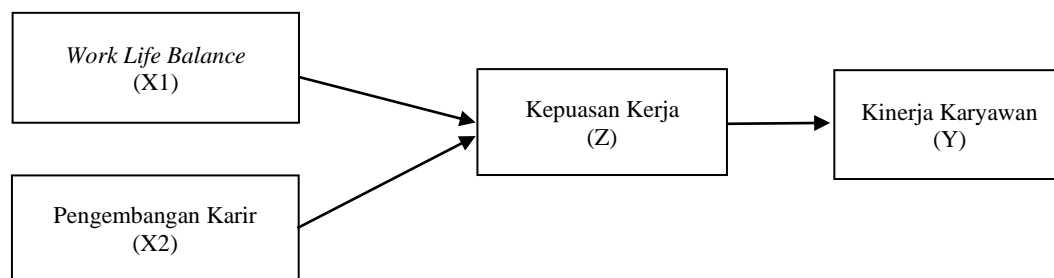 Work Life Balance
(X1)
Pengembangan Karir
(X2)
Kepuasan Kerja
(Z)
Kinerja Karyawan
(Y)